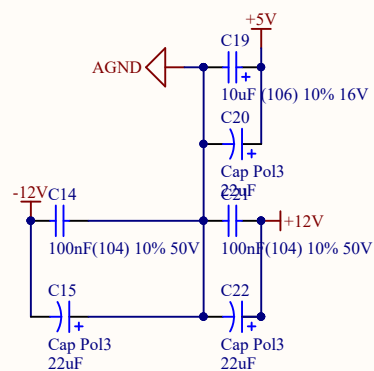 +5V
C19
AGND
10uF (106) 10% 16V
C20
Cap Pol3
22uF
-12V
C14
C21
+12V
100nF(104) 10% 50V
100nF(104) 10% 50V
C15
C22
Cap Pol3
Cap Pol3
22uF
22uF